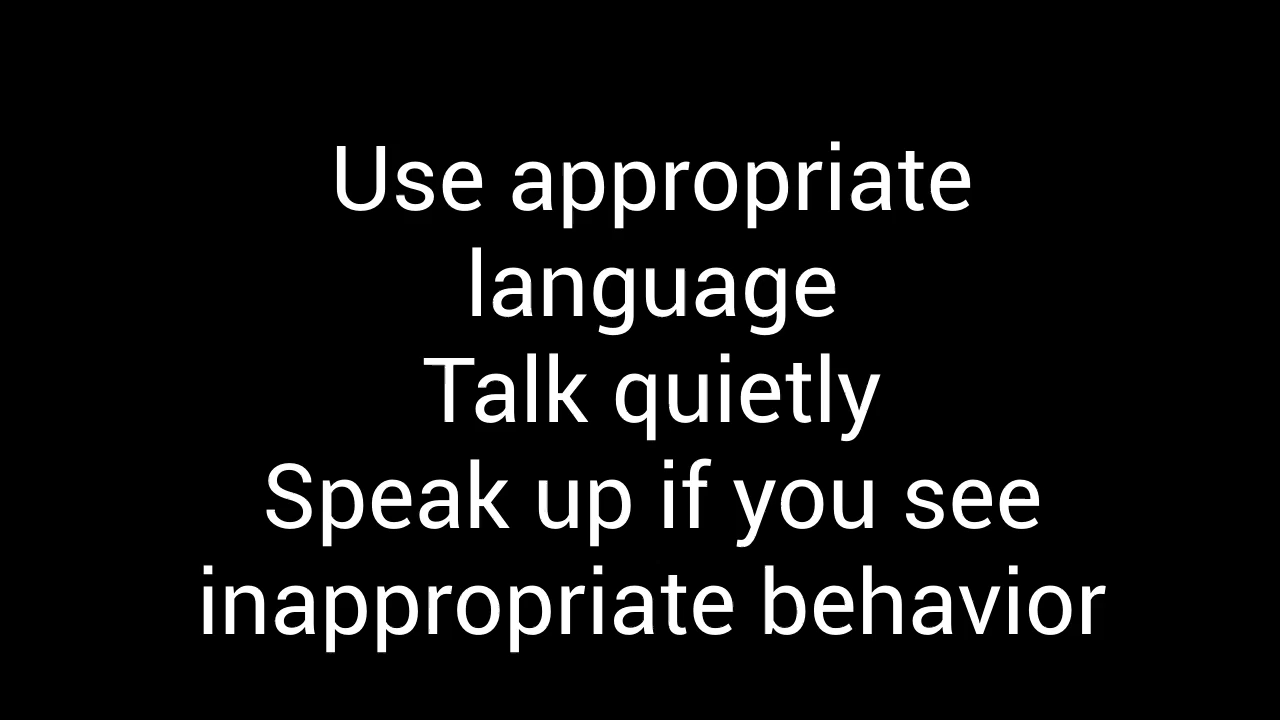 Use appropriate
language
Talk quietly
Speak up if you see
inappropriate behavior